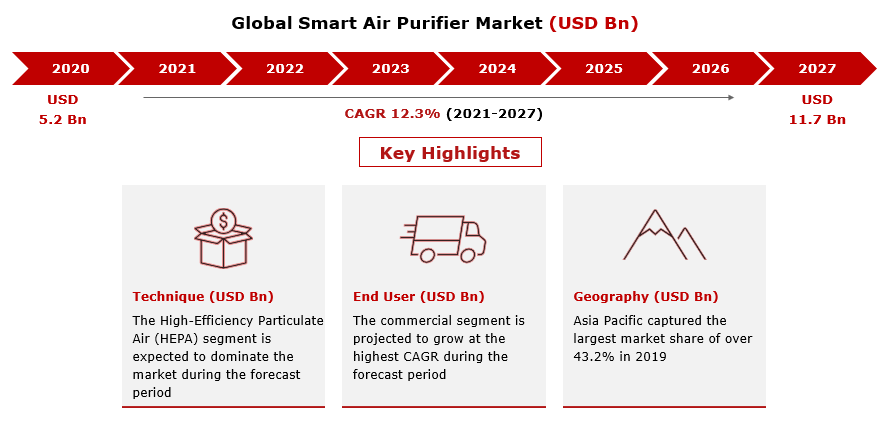 Global Smart Air Purifier Market (USD Bn)
2020 2021 2022 2023 2024 2025 2026 2027
USD
5.2 Bn
CAGR 12.3% (2021-2027)
USD
11.7 Bn
Key Highlights
$
Technique (USD Bn)
The High-Efficiency Particulate
Air (HEPA) segment is
expected to dominate the
market during the forecast
period
End User (USD Bn)
The commercial segment is
projected to grow at the
highest CAGR during the
forecast period
Geography (USD Bn)
Asia Pacific captured the
largest market share of over
43.2% in 2019